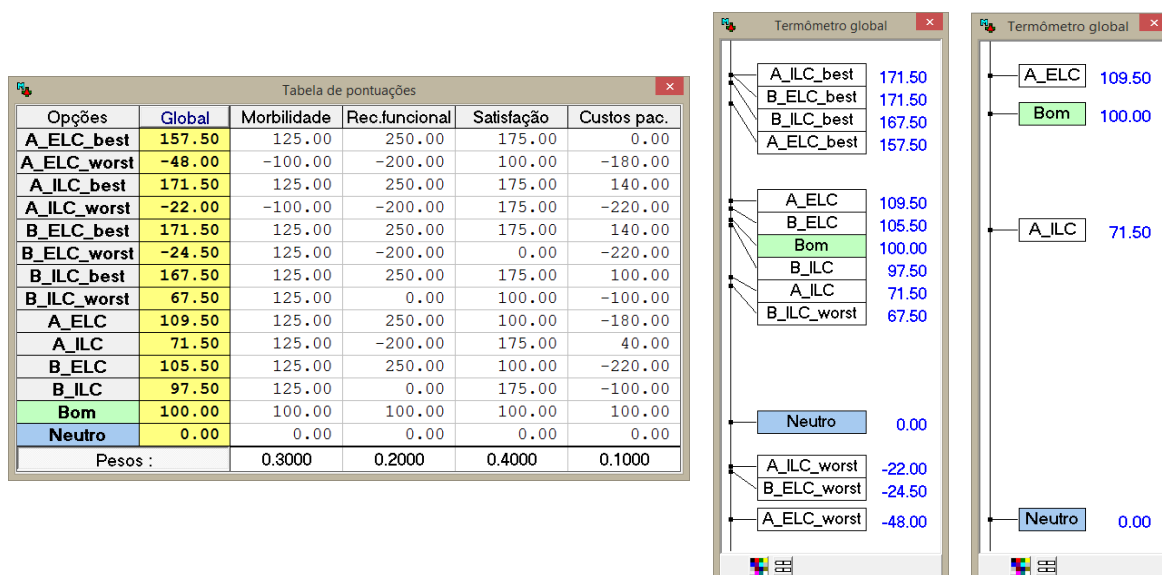 Tabela de pontuações
Opções Global Morbilidade Rec.funcional Satisfação Custos pac.
A_ELC_best 157.50 125.00 250.00 175.00 0.00
A_ELC_worst -48.00 -100.00 -200.00 100.00 -180.00
A_ILC_best 171.50 125.00 250.00 175.00 140.00
A_ILC_worst -22.00 -100.00 -200.00 175.00 -220.00
B_ELC_best 171.50 125.00 250.00 175.00 140.00
B_ELC_worst -24.50 125.00 -200.00 0.00 -220.00
B_ILC_best 167.50 125.00 250.00 175.00 100.00
B_ILC_worst 67.50 125.00 0.00 100.00 -100.00
A_ELC 109.50 125.00 250.00 100.00 -180.00
A_ILC 71.50 125.00 -200.00 175.00 40.00
B_ELC 105.50 125.00 250.00 100.00 -220.00
B_ILC 97.50 125.00 0.00 175.00 -100.00
Bom 100.00 100.00 100.00 100.00 100.00
Neutro 0.00 0.00 0.00 0.00 0.00
Pesos : 0.3000 0.2000 0.4000 0.1000
Termômetro global
A_ILC_best 171.50
B_ELC_best 171.50
B_ILC_best 167.50
A_ELC_best 157.50
A_ELC 109.50
B_ELC 105.50
Bom 100.00
B_ILC 97.50
A_ILC 71.50
B_ILC_worst 67.50
Neutro 0.00
A_ILC_worst -22.00
B_ELC_worst -24.50
A_ELC_worst -48.00
Termômetro global
A_ELC 109.50
Bom 100.00
A_ILC 71.50
Neutro 0.00